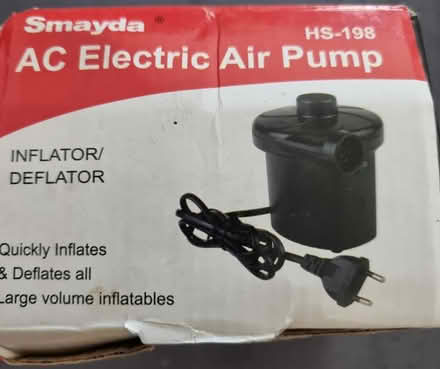 Smayda®
HS-198
AC Electric Air Pump
INFLATOR/
DEFLATOR
Quickly Inflates
& Deflates all
Large volume inflatables